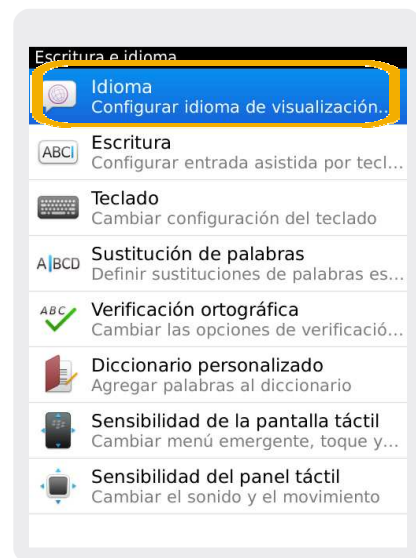 Escritura e idioma
Idioma
Configurar idioma de visualización...
ABC
Escritura
Configurar entrada asistida por tecl...
Teclado
Cambiar configuración del teclado
A BCD
Sustitución de palabras
Definir sustituciones de palabras es...
ABC
Verificación ortográfica
Cambiar las opciones de verificació...
Diccionario personalizado
Agregar palabras al diccionario
Sensibilidad de la pantalla táctil
Cambiar menú emergente, toque y...
Sensibilidad del panel táctil
Cambiar el sonido y el movimiento